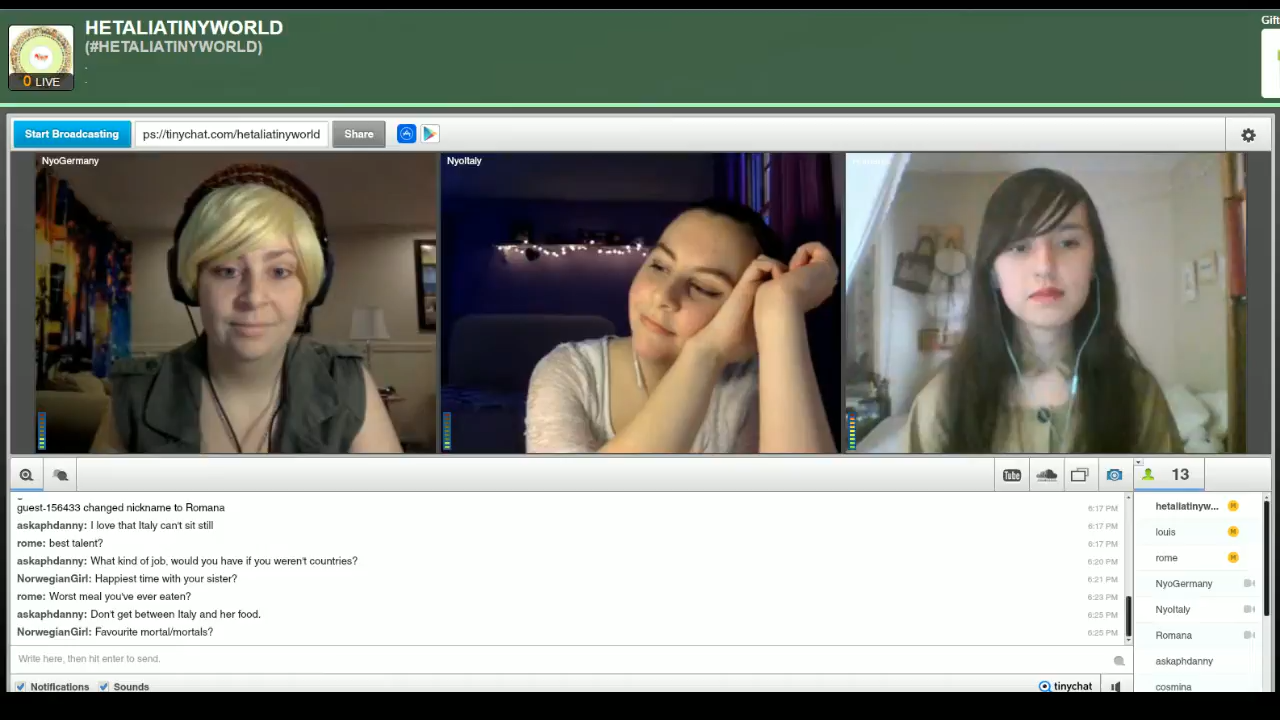 HETALIATINYWORLD
(#HETALIATINYWORLD)
0 LIVE
Gift
Start Broadcasting
ps://tinychat.com/hetaliatinyworld
Share
NyoGermany
NyoItaly
Tube
13
guest-156433 changed nickname to Romana
6:17 PM
askaphdanny: I love that Italy can't sit still
6:17 PM
rome: best talent?
6:17 PM
askaphdanny: What kind of job, would you have if you weren't countries?
6:20 PM
NorwegianGirl: Happiest time with your sister?
6:21 PM
rome: Worst meal you've ever eaten?
6:23 PM
askaphdanny: Don't get between Italy and her food.
6:25 PM
NorwegianGirl: Favourite mortal/mortals?
6:25 PM
Write here, then hit enter to send.
Notifications
Sounds
tinychat
hetaliatinyw...
louis
rome
NyoGermany
NyoItaly
Romana
askaphdanny
cosmina